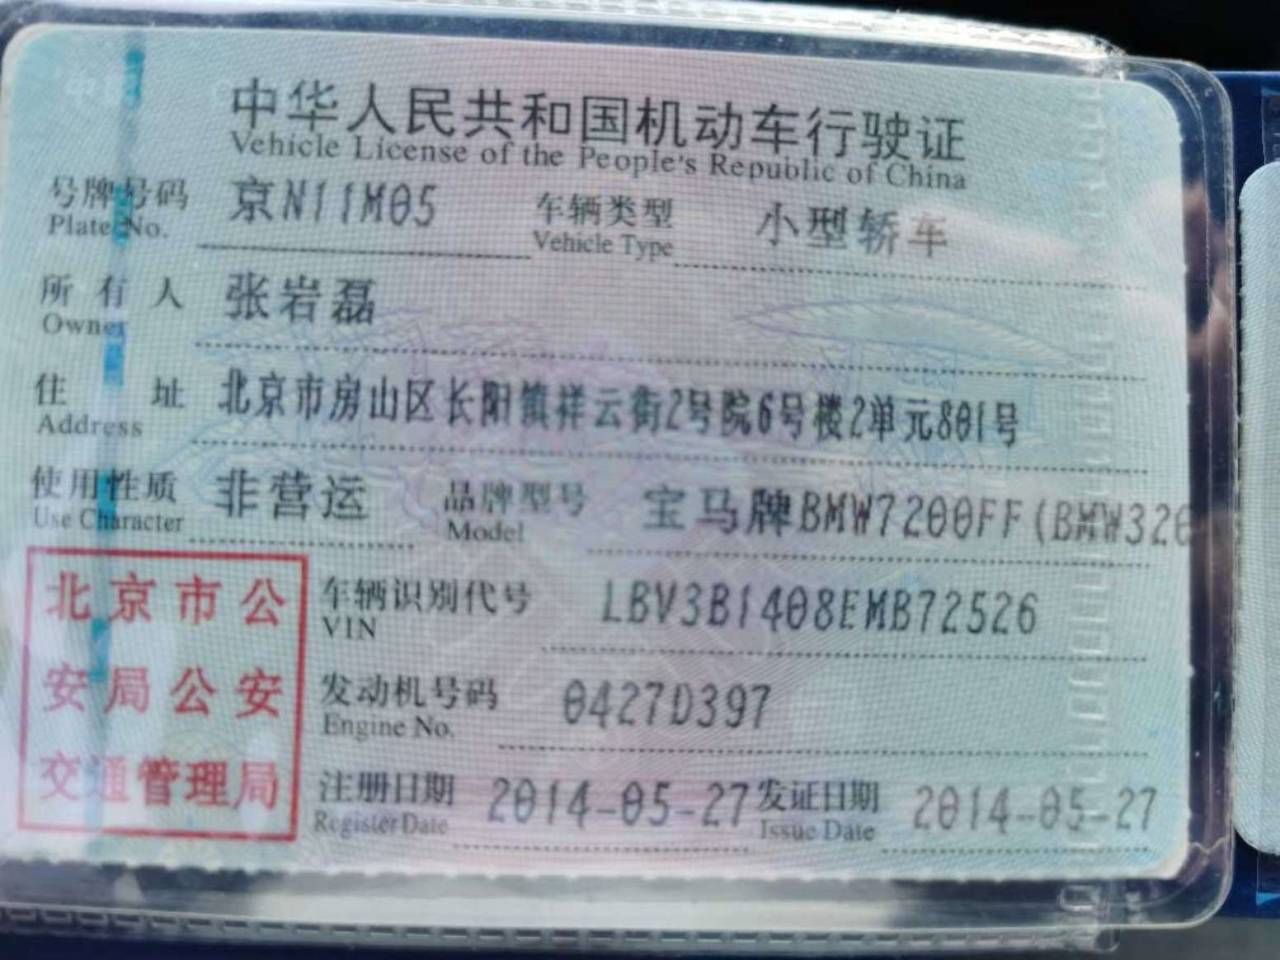 中华人民共和国机动车行驶证
Vehicle License of the People's Republic of China
号牌号码 京N11M05 车辆类型 小型轿车
Plate No. Vehicle Type
所有人 张岩磊
Owner
住址 北京市房山区长阳镇祥云街2号院6号楼2单元801号
Address
使用性质 非营运 品牌型号 宝马牌BMW7200FF(BMW320
Use Character Model
北京市公
安局公安
交通管理局
车辆识别代号 LBV3B1408EMB72526
VIN
发动机号码 0427D397
Engine No.
注册日期 2014-05-27 发证日期 2014-05-27
Register Date Issue Date